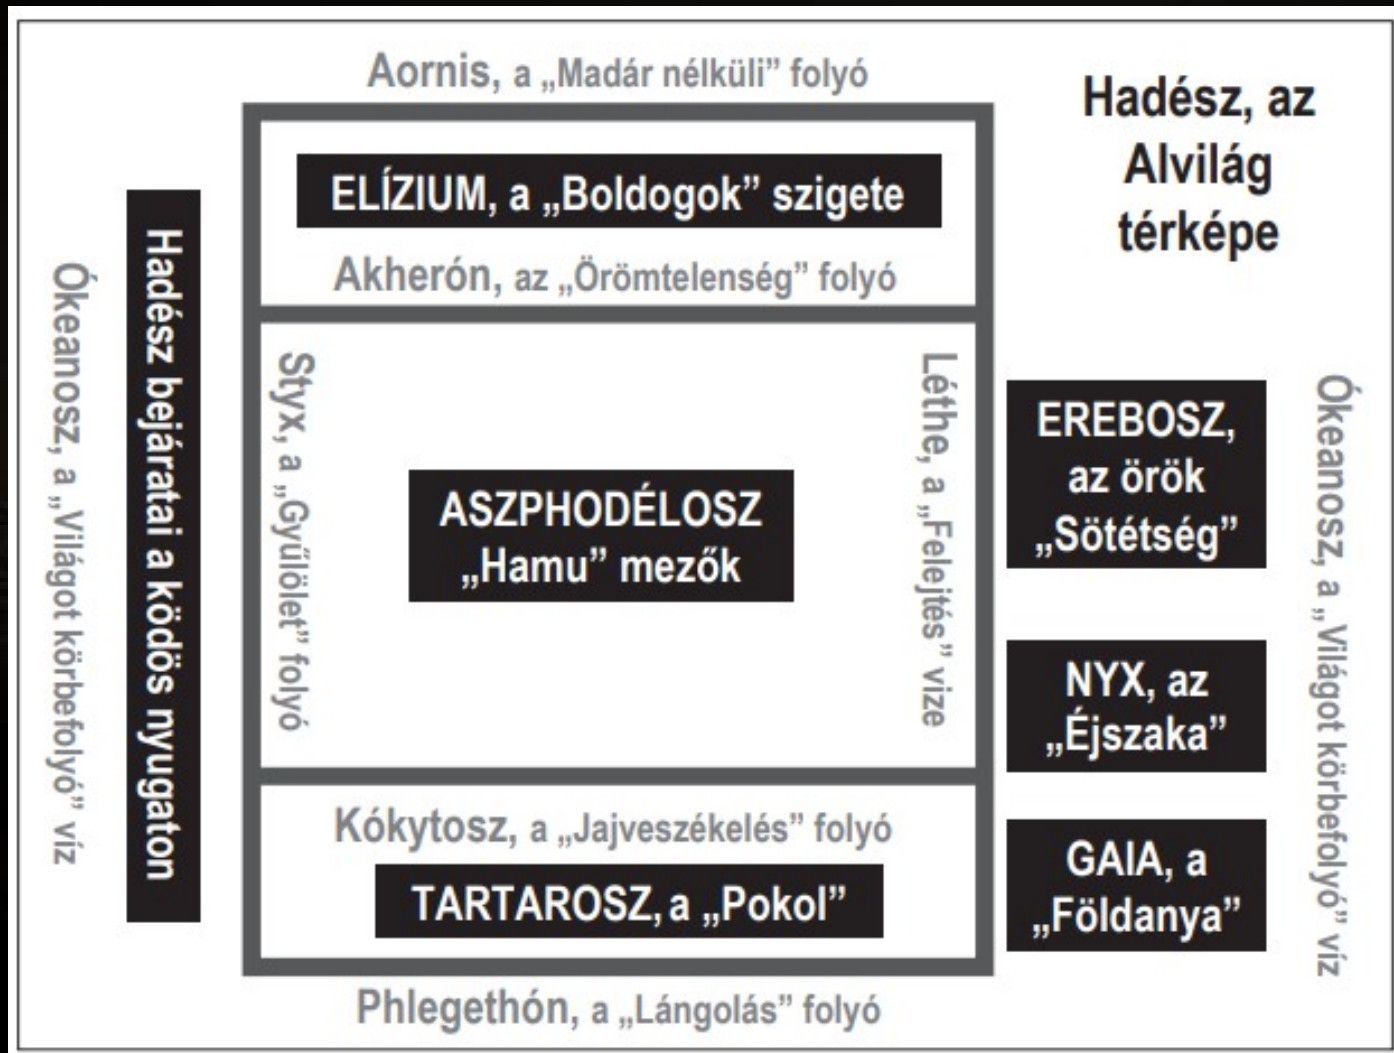 Aornis, a „Madár nélküli” folyó
Hadész, az
Alvilág
térképe
ELÍZIUM, a „Boldogok” szigete
Akherón, az „Örömtelenség” folyó
Ókeanosz, a „Világot körbefolyó” víz
Hadész bejáratai a ködös nyugaton
Styx, a „Gyűlölet” folyó
ASZPHODÉLOSZ
„Hamu” mezők
Léthe, a „Felejtés” vize
EREBOSZ,
az örök
„Sötétség”
NYX, az
„Éjszaka”
GAIA, a
„Földanya”
Ókeanosz, a „Világot körbefolyó” víz
Kókytosz, a „Jajveszékelés” folyó
TARTAROSZ, a „Pokol”
Phlegethón, a „Lángolás” folyó